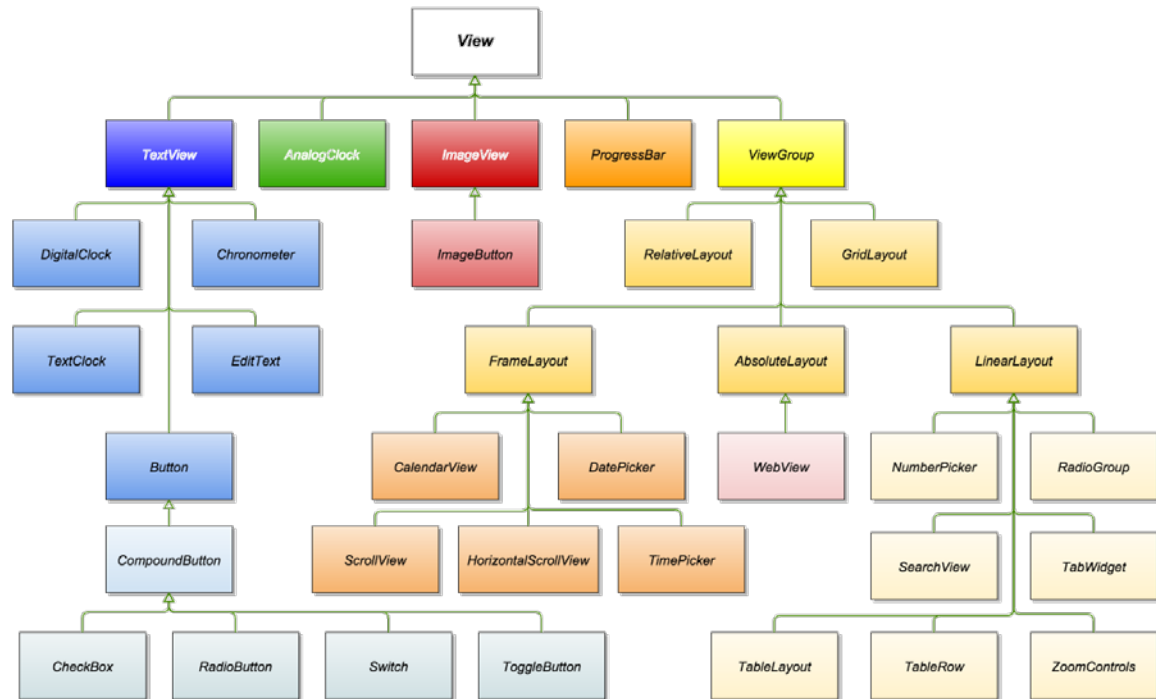 View
TextView
AnalogClock
ImageView
ProgressBar
ViewGroup
DigitalClock
Chronometer
ImageButton
RelativeLayout
GridLayout
TextClock
EditText
FrameLayout
AbsoluteLayout
LinearLayout
Button
CalendarView
DatePicker
WebView
NumberPicker
RadioGroup
CompoundButton
ScrollView
HorizontalScrollView
TimePicker
SearchView
TabWidget
CheckBox
RadioButton
Switch
ToggleButton
TableLayout
TableRow
ZoomControls